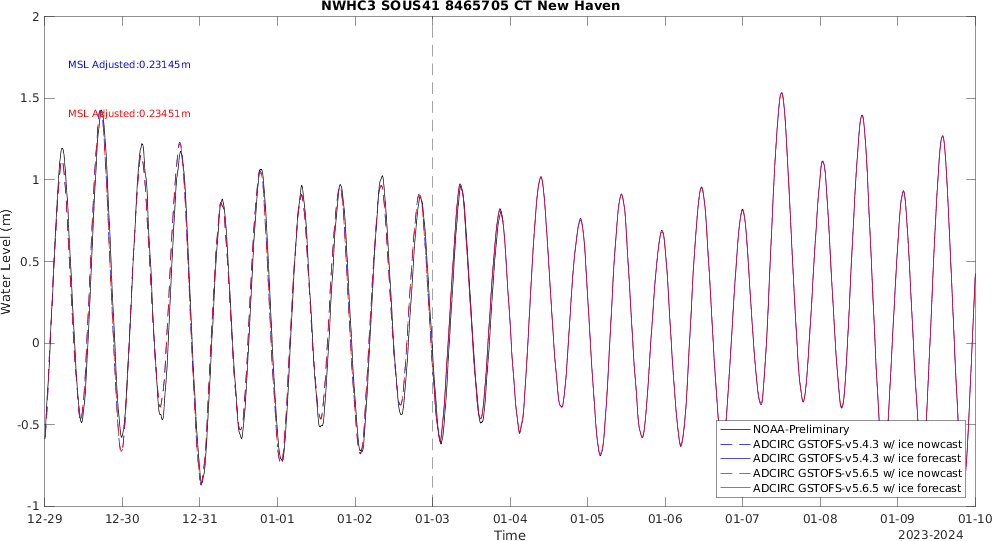 NWHC3 SOUS41 8465705 CT New Haven
2
1.5
1
0.5
0
-0.5
-1
Water Level (m)
MSL Adjusted:0.23145m
MSL Adjusted:0.23451m
NOAA-Preliminary
ADCIRC GSTOFS-v5.4.3 w/ ice nowcast
ADCIRC GSTOFS-v5.4.3 w/ ice forecast
ADCIRC GSTOFS-v5.6.5 w/ ice nowcast
ADCIRC GSTOFS-v5.6.5 w/ ice forecast
12-29 12-30 12-31 01-01 01-02 01-03 01-04 01-05 01-06 01-07 01-08 01-09 01-10
Time
2023-2024